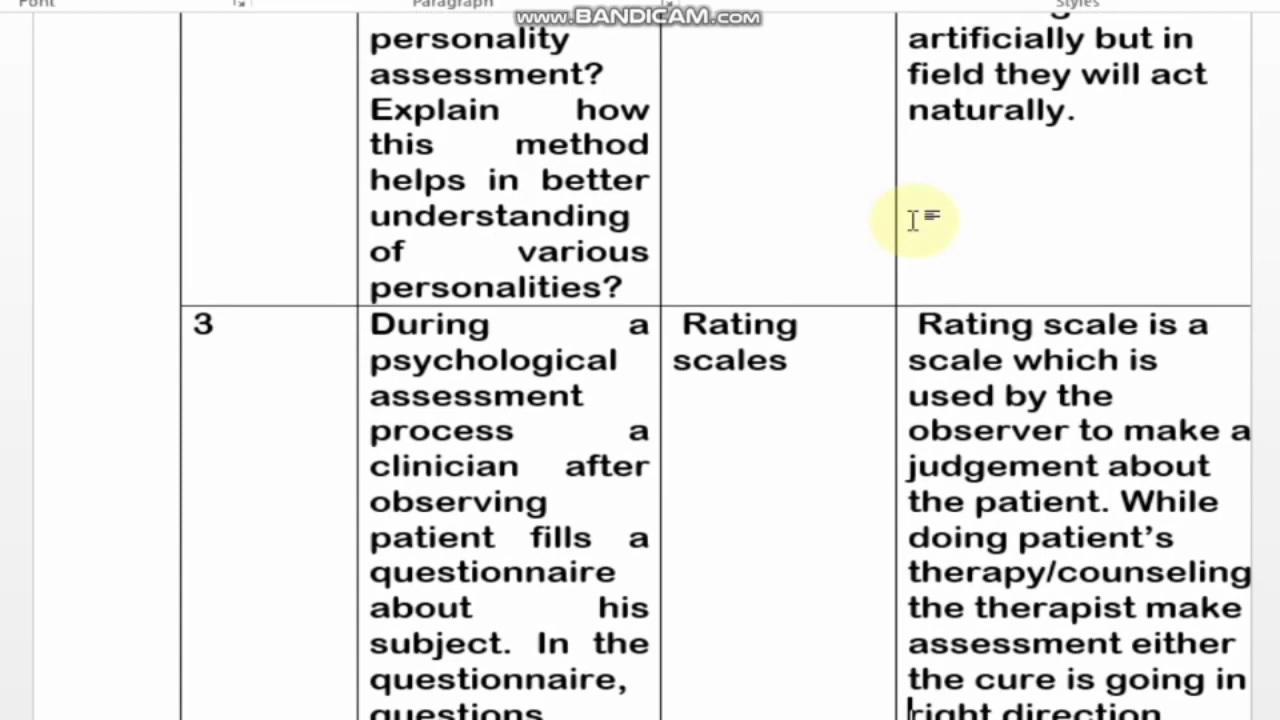 Font
Paragraph
Styles
www.BANDICAM.com
personality
assessment?
Explain how
this method
helps in better
understanding
of various
personalities?
artificially but in
field they will act
naturally.
3
During a
psychological
assessment
process a
clinician after
observing
patient fills a
questionnaire
about his
subject. In the
questionnaire,
questions
Rating
scales
Rating scale is a
scale which is
used by the
observer to make a
judgement about
the patient. While
doing patient’s
therapy/counseling
the therapist make
assessment either
the cure is going in
right direction